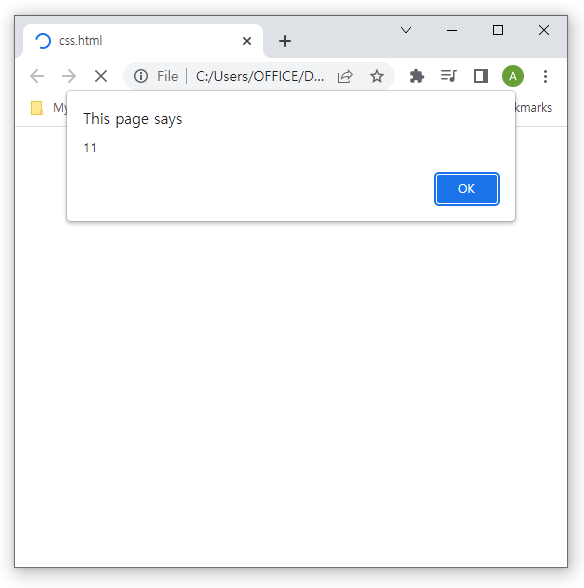 css.html
File C:/Users/OFFICE/D...
A
My
kmarks
This page says
11
OK